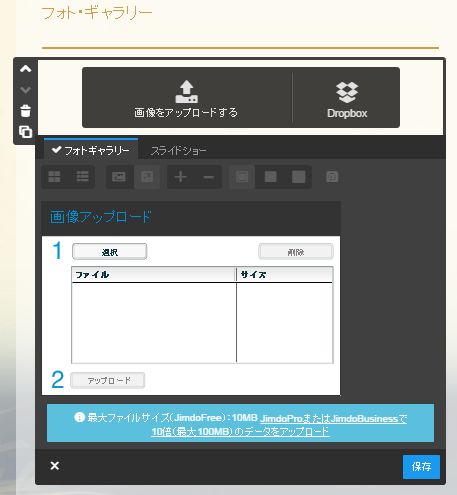 フォト・ギャラリー
画像をアップロードする
Dropbox
フォトギャラリー
スライドショー
画像アップロード
1
選択
削除
ファイル
サイズ
2
アップロード
最大ファイルサイズ(JimdoFree):10MB JimdoProまたはJimdoBusinessで
10倍(最大100MB)のデータをアップロード
保存